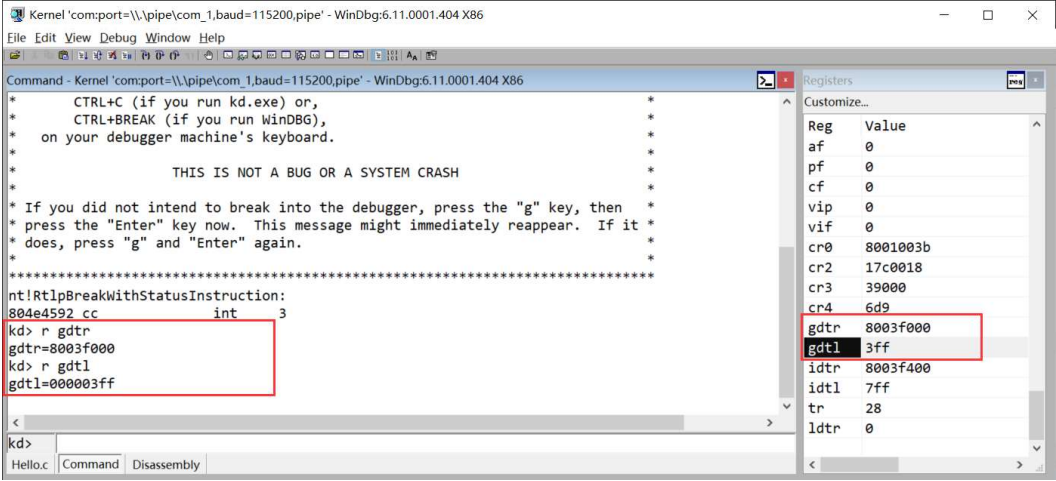 Kernel 'com:port=\\.\pipe\com_1,baud=115200,pipe' - WinDbg:6.11.0001.404 X86
File Edit View Debug Window Help
Command - Kernel 'com:port=\\.\pipe\com_1,baud=115200,pipe' - WinDbg:6.11.0001.404 X86
* CTRL+C (if you run kd.exe) or, *
* CTRL+BREAK (if you run WinDBG), *
* on your debugger machine's keyboard. *
* *
* THIS IS NOT A BUG OR A SYSTEM CRASH *
* *
* If you did not intend to break into the debugger, press the "g" key, then *
* press the "Enter" key now. This message might immediately reappear. If it *
* does, press "g" and "Enter" again. *
* *
*******************************************************************************
nt!RtlpBreakWithStatusInstruction:
804e4592 cc int 3
kd> r gdtr
gdtr=8003f000
kd> r gdtl
gdtl=000003ff
kd>
Hello.c Command Disassembly
Registers
Customize...
Reg Value
af 0
pf 0
cf 0
vip 0
vif 0
cr0 8001003b
cr2 17c0018
cr3 39000
cr4 6d9
gdtr 8003f000
gdtl 3ff
idtr 8003f400
idtl 7ff
tr 28
ldtr 0